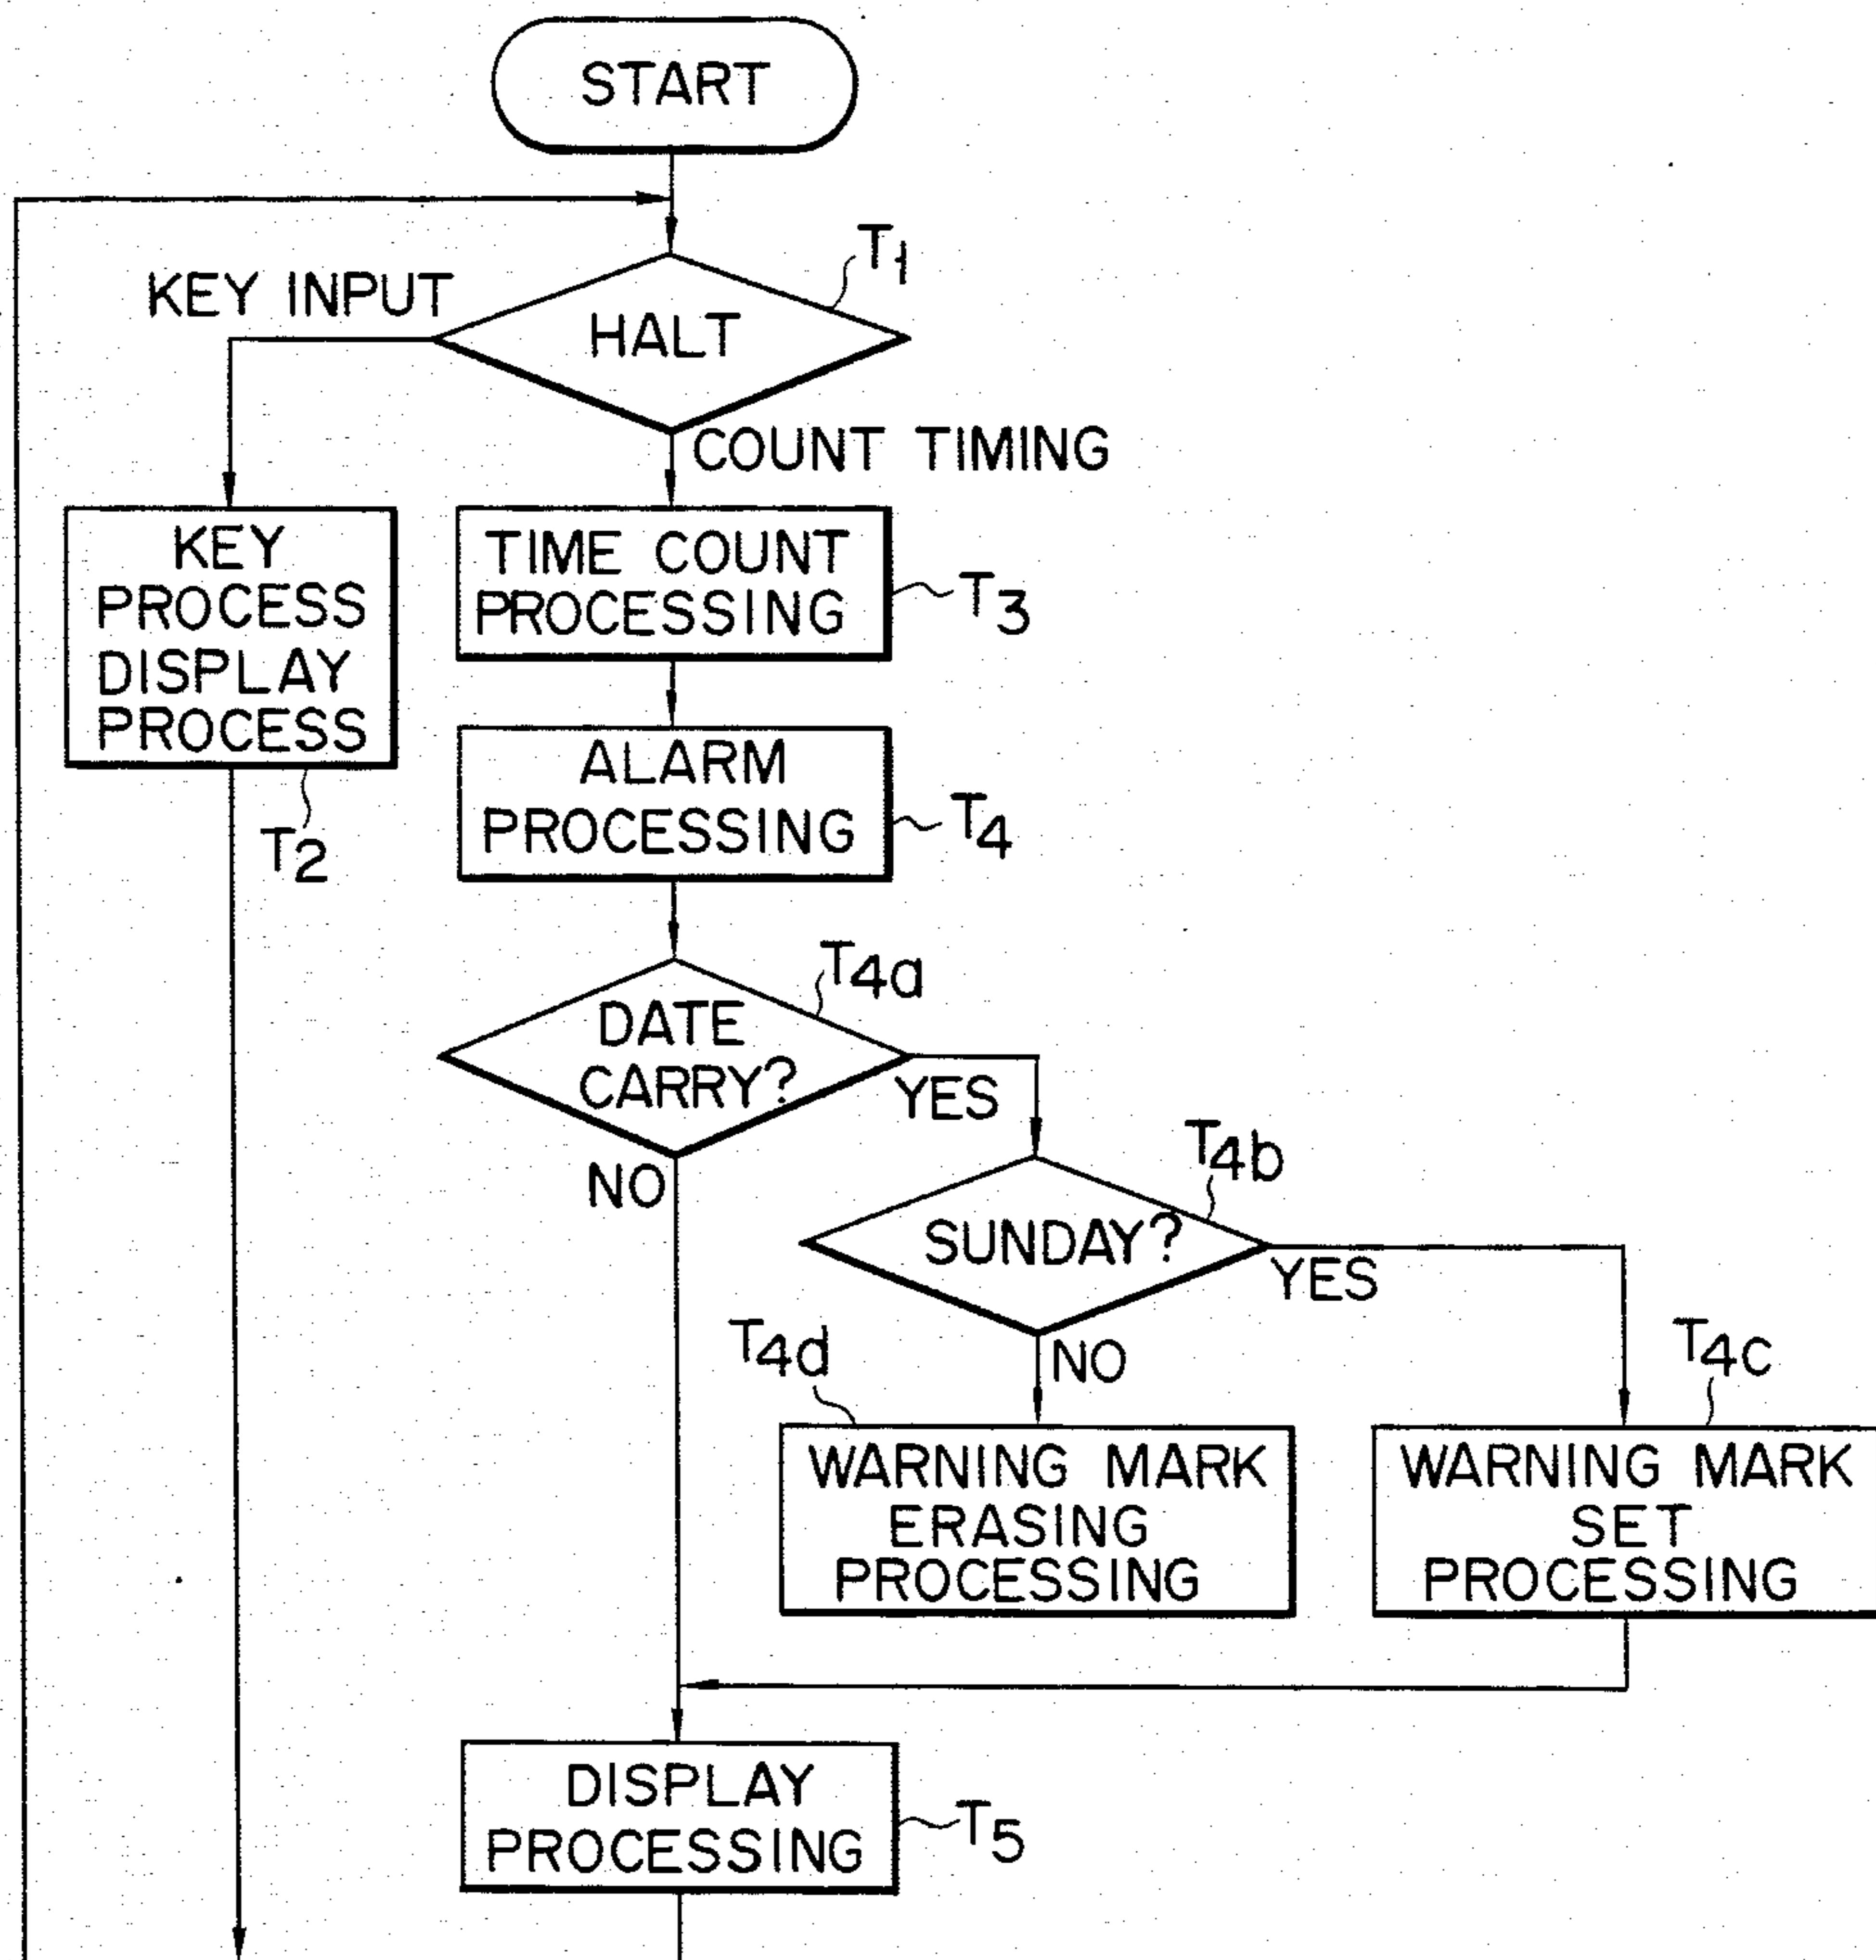 START
T1
KEY INPUT
HALT
COUNT TIMING
KEY
PROCESS
DISPLAY
PROCESS
T2
TIME COUNT
PROCESSING
T3
ALARM
PROCESSING
T4
T4a
DATE
CARRY?
YES
NO
T4b
SUNDAY?
YES
NO
T4d
WARNING MARK
ERASING
PROCESSING
T4c
WARNING MARK
SET
PROCESSING
DISPLAY
PROCESSING
T5